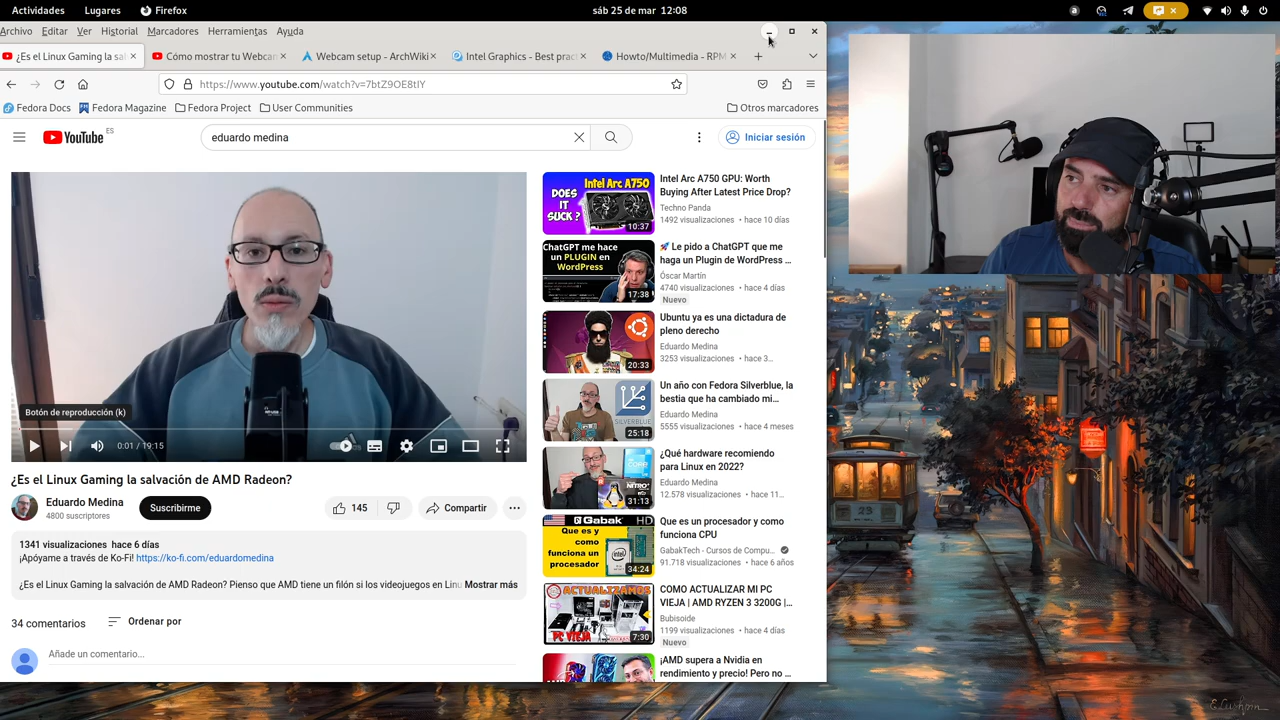 Actividades Lugares Firefox sáb 25 de mar 12:08
Archivo Editar Ver Historial Marcadores Herramientas Ayuda
¿Es el Linux Gaming la sal Cómo mostrar tu Webcam Webcam setup - ArchWiki Intel Graphics - Best prac Howto/Multimedia - RPM
https://www.youtube.com/watch?v=7btZ9OE8tIY
Fedora Docs Fedora Magazine Fedora Project User Communities Otros marcadores
YouTube ES
eduardo medina
Iniciar sesión
Botón de reproducción (k)
0:01 / 19:15
¿Es el Linux Gaming la salvación de AMD Radeon?
Eduardo Medina
4800 suscriptores
Suscribirme
145
Compartir
1341 visualizaciones hace 6 días
¡Apóyame a través de Ko-Fi! https://ko-fi.com/eduardomedina
¿Es el Linux Gaming la salvación de AMD Radeon? Pienso que AMD tiene un filón si los videojuegos en Linu Mostrar más
34 comentarios Ordenar por
Añade un comentario...
DOES IT SUCK ?
Intel Arc A750
10:37
Intel Arc A750 GPU: Worth
Buying After Latest Price Drop?
Techno Panda
1492 visualizaciones • hace 10 días
ChatGPT me hace
un PLUGIN en
WordPress
17:38
🚀 Le pido a ChatGPT que me
haga un Plugin de WordPress ...
Óscar Martín
4740 visualizaciones • hace 4 días
Nuevo
20:33
Ubuntu ya es una dictadura de
pleno derecho
Eduardo Medina
3253 visualizaciones • hace 3...
SILVERBLUE
25:18
Un año con Fedora Silverblue, la
bestia que ha cambiado mi...
Eduardo Medina
5555 visualizaciones • hace 4 meses
NITRO+
31:13
¿Qué hardware recomiendo
para Linux en 2022?
Eduardo Medina
12.578 visualizaciones • hace 11...
Gabak HD
Que es y
como
funciona un
procesador
34:24
Que es un procesador y como
funciona CPU
GabakTech - Cursos de Compu...
91.718 visualizaciones • hace 6 años
ACTUALIZAMOS
PC VIEJA
7:30
COMO ACTUALIZAR MI PC
VIEJA | AMD RYZEN 3 3200G |...
Bubisoide
1199 visualizaciones • hace 4 días
Nuevo
¡AMD supera a Nvidia en
rendimiento y precio! Pero no ...